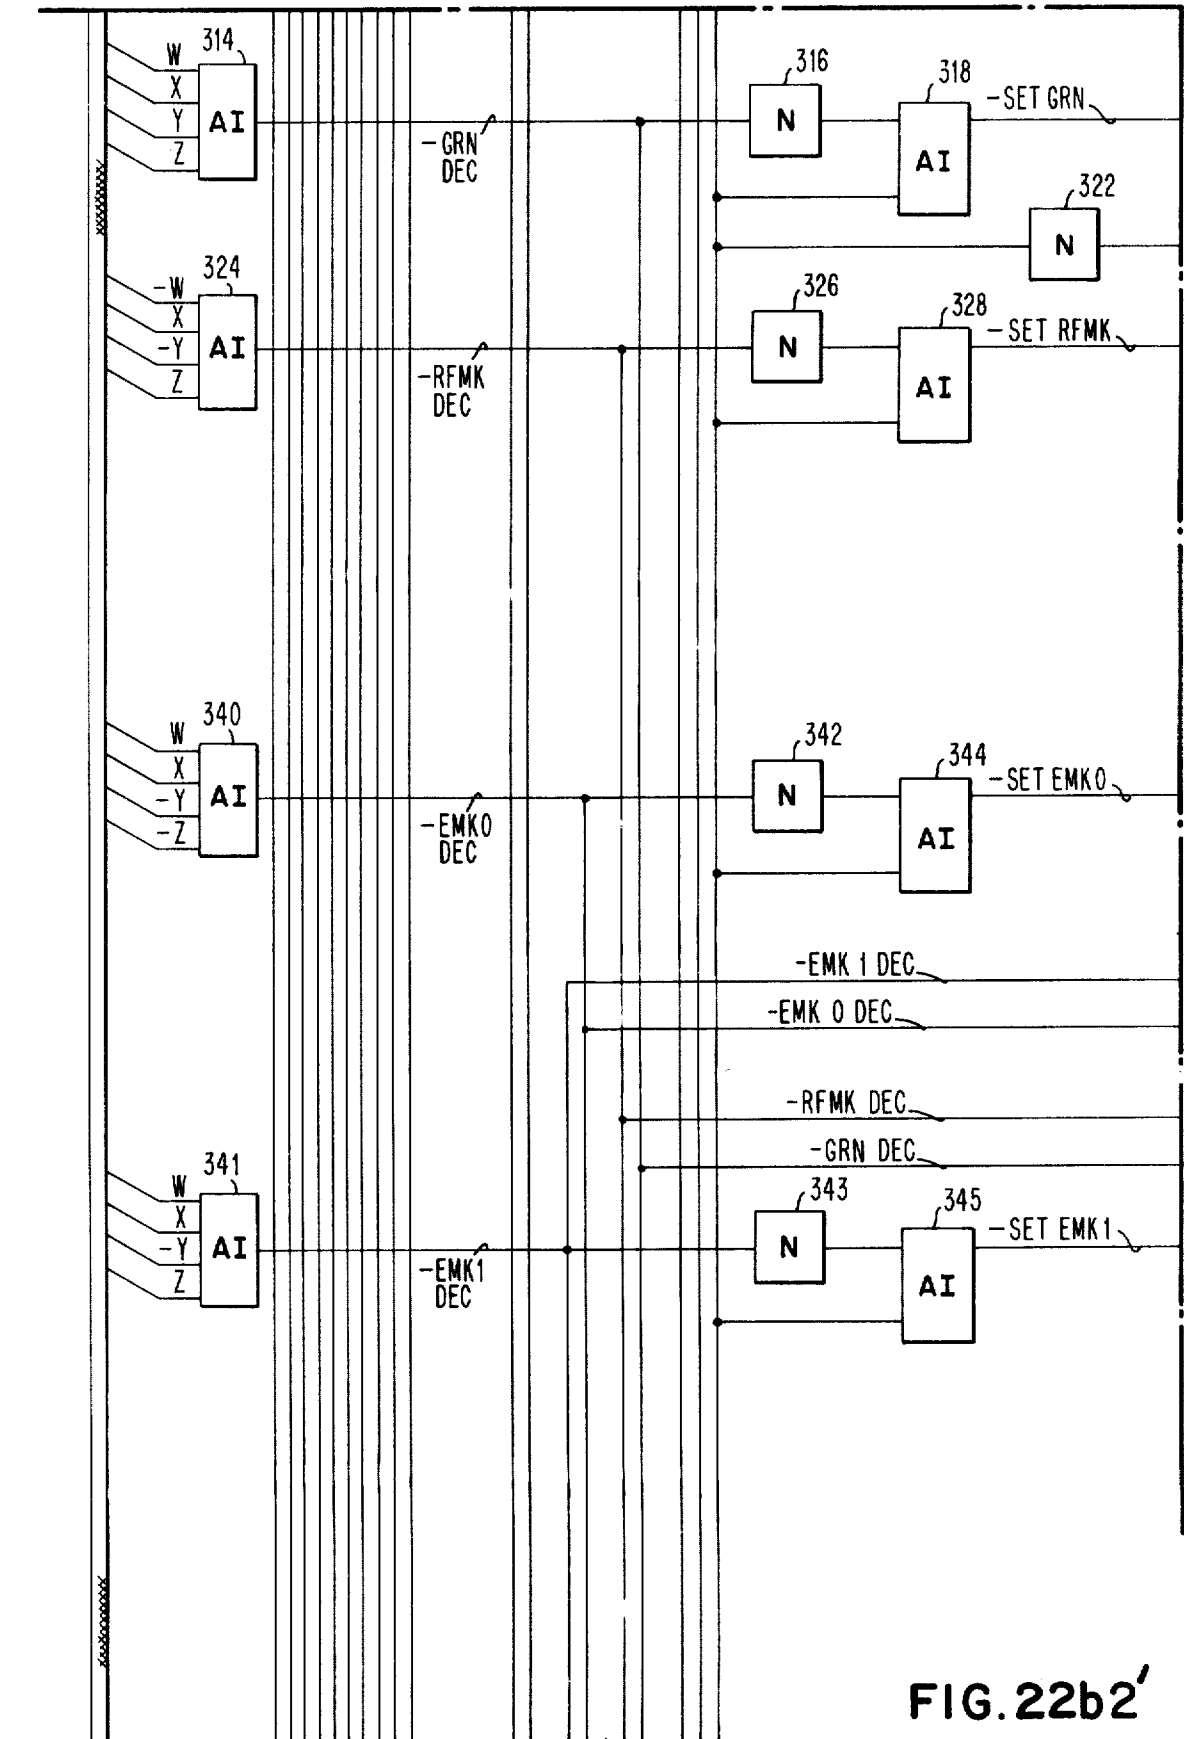 314
W
X
Y
Z
AI
-GRN
DEC
316
N
318
AI
-SET GRN
322
N
324
-W
X
-Y
Z
AI
-RFMK
DEC
326
N
328
AI
-SET RFMK
340
W
X
-Y
-Z
AI
-EMK0
DEC
342
N
344
AI
-SET EMK0
-EMK 1 DEC
-EMK 0 DEC
-RFMK DEC
-GRN DEC
341
W
X
-Y
Z
AI
-EMK1
DEC
343
N
345
AI
-SET EMK1
FIG. 22b2'